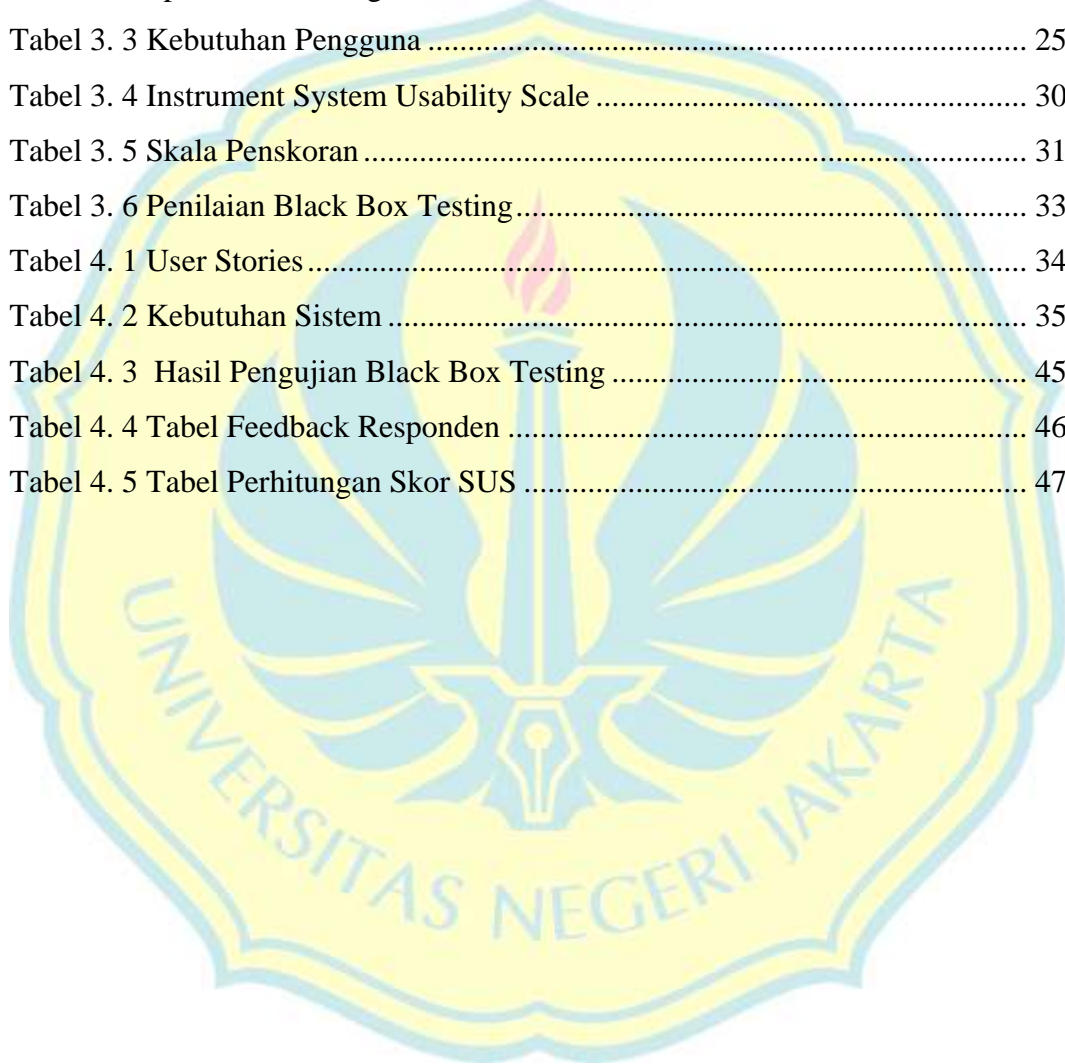 Tabel 3. 3 Kebutuhan Pengguna ........................................................................................ 25
Tabel 3. 4 Instrument System Usability Scale ............................................................... 30
Tabel 3. 5 Skala Penskoran ................................................................................................. 31
Tabel 3. 6 Penilaian Black Box Testing ........................................................................... 33
Tabel 4. 1 User Stories ......................................................................................................... 34
Tabel 4. 2 Kebutuhan Sistem .............................................................................................. 35
Tabel 4. 3 Hasil Pengujian Black Box Testing .............................................................. 45
Tabel 4. 4 Tabel Feedback Responden ............................................................................ 46
Tabel 4. 5 Tabel Perhitungan Skor SUS .......................................................................... 47
UNIVERSITAS NEGERI JAKARTA